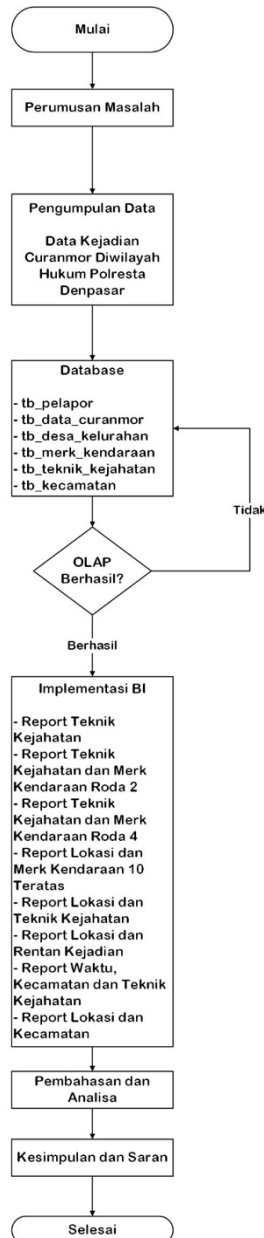 Mulai
Perumusan Masalah
Pengumpulan Data
Data Kejadian
Curanmor Diwilayah
Hukum Polresta
Denpasar
Database
- tb_pelapor
- tb_data_curanmor
- tb_desa_kelurahan
- tb_merk_kendaraan
- tb_teknik_kejahatan
- tb_kecamatan
Tidak
OLAP
Berhasil?
Berhasil
Implementasi BI
- Report Teknik
Kejahatan
- Report Teknik
Kejahatan dan Merk
Kendaraan Roda 2
- Report Teknik
Kejahatan dan Merk
Kendaraan Roda 4
- Report Lokasi dan
Merk Kendaraan 10
Teratas
- Report Lokasi dan
Teknik Kejahatan
- Report Lokasi dan
Rentan Kejadian
- Report Waktu,
Kecamatan dan Teknik
Kejahatan
- Report Lokasi dan
Kecamatan
Pembahasan dan
Analisa
Kesimpulan dan Saran
Selesai